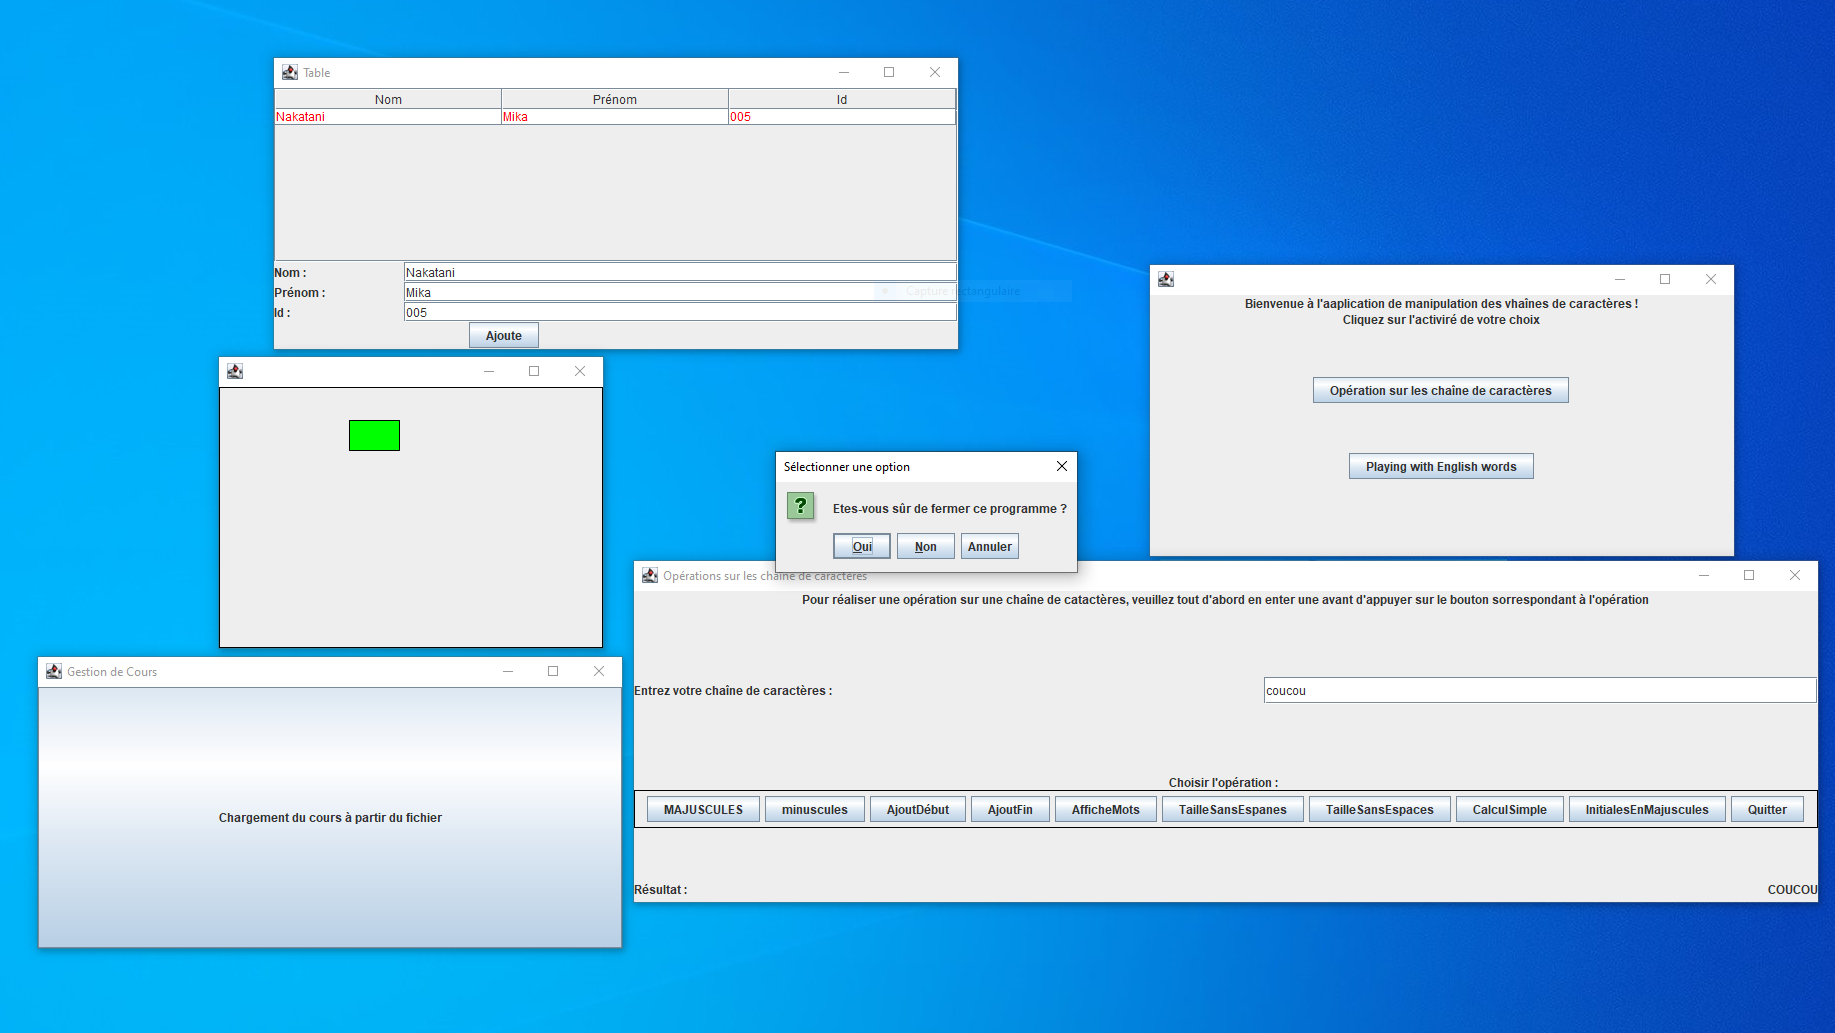 Table
Nom Prénom Id
Nakatani Mika 005
Nom : Nakatani
Prénom : Mika
Id : 005
Ajoute
Capture rectangulaire
Bienvenue à l'aaplication de manipulation des vhaînes de caractères !
Cliquez sur l'activiré de votre choix
Opération sur les chaîne de caractères
Playing with English words
Sélectionner une option
? Etes-vous sûr de fermer ce programme ?
Oui Non Annuler
Opérations sur les chaîne de caractères
Pour réaliser une opération sur une chaîne de catactères, veuillez tout d'abord en enter une avant d'appuyer sur le bouton sorrespondant à l'opération
Entrez votre chaîne de caractères : coucou
Choisir l'opération :
MAJUSCULES minuscules AjoutDébut AjoutFin AfficheMots TailleSansEspanes TailleSansEspaces CalculSimple InitialesEnMajuscules Quitter
Résultat : COUCOU
Gestion de Cours
Chargement du cours à partir du fichier